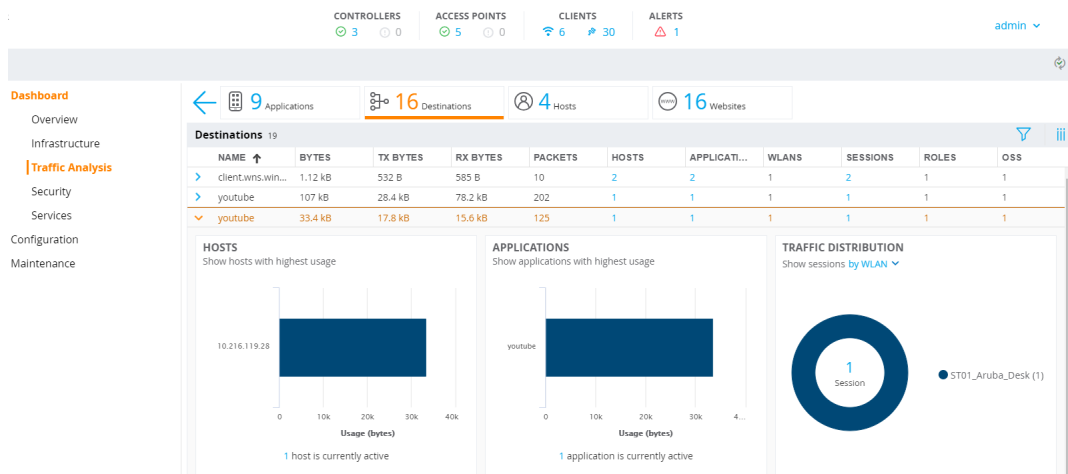 CONTROLLERS ACCESS POINTS CLIENTS ALERTS
3 0 5 0 6 30 1
admin
Dashboard
Overview
Infrastructure
Traffic Analysis
Security
Services
Configuration
Maintenance
9 Applications 16 Destinations 4 Hosts www 16 Websites
Destinations 19
NAME BYTES TX BYTES RX BYTES PACKETS HOSTS APPLICATI... WLANS SESSIONS ROLES OSS
client.wns.win... 1.12 kB 532 B 585 B 10 2 2 1 2 1 1
youtube 107 kB 28.4 kB 78.2 kB 202 1 1 1 1 1 1
youtube 33.4 kB 17.8 kB 15.6 kB 125 1 1 1 1 1 1
HOSTS
Show hosts with highest usage
10.216.119.28
0 10k 20k 30k 40k
Usage (bytes)
1 host is currently active
APPLICATIONS
Show applications with highest usage
youtube
0 10k 20k 30k 4...
Usage (bytes)
1 application is currently active
TRAFFIC DISTRIBUTION
Show sessions by WLAN
1
Session
ST01_Aruba_Desk (1)